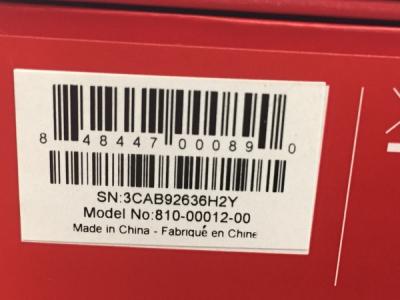 8 48447 00089 0
SN:3CAB92636H2Y
Model No:810-00012-00
Made in China - Fabriqué en Chine